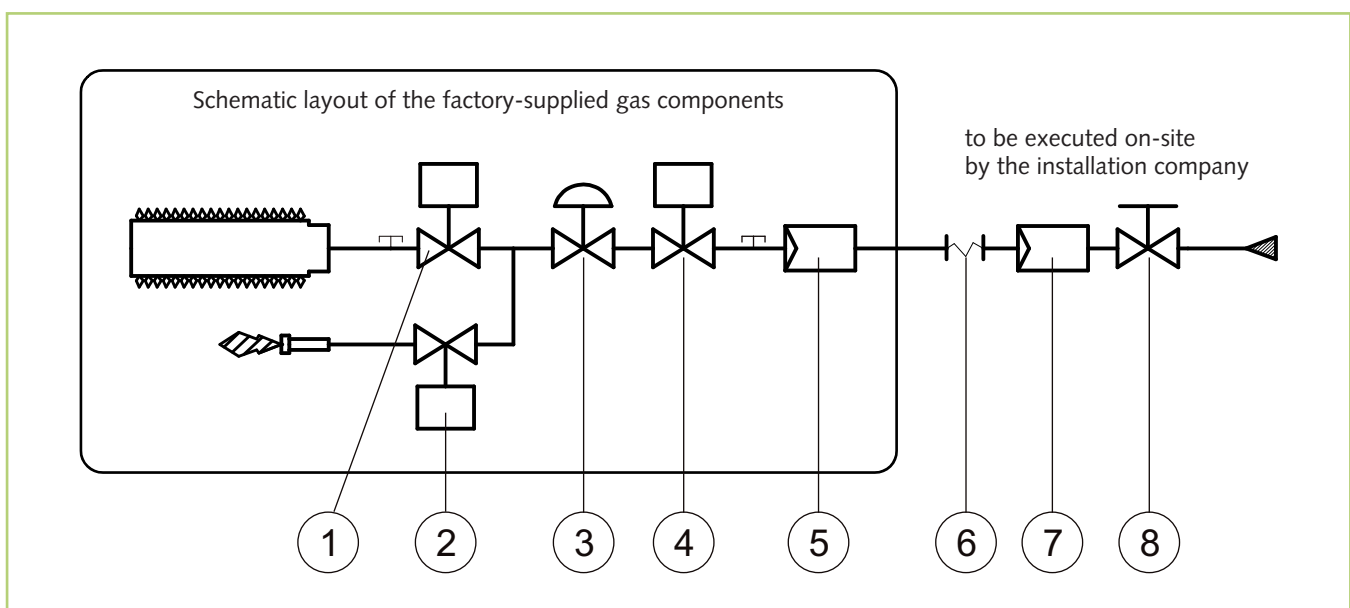 Schematic layout of the factory-supplied gas components
to be executed on-site
by the installation company
1 2 3 4 5 6 7 8